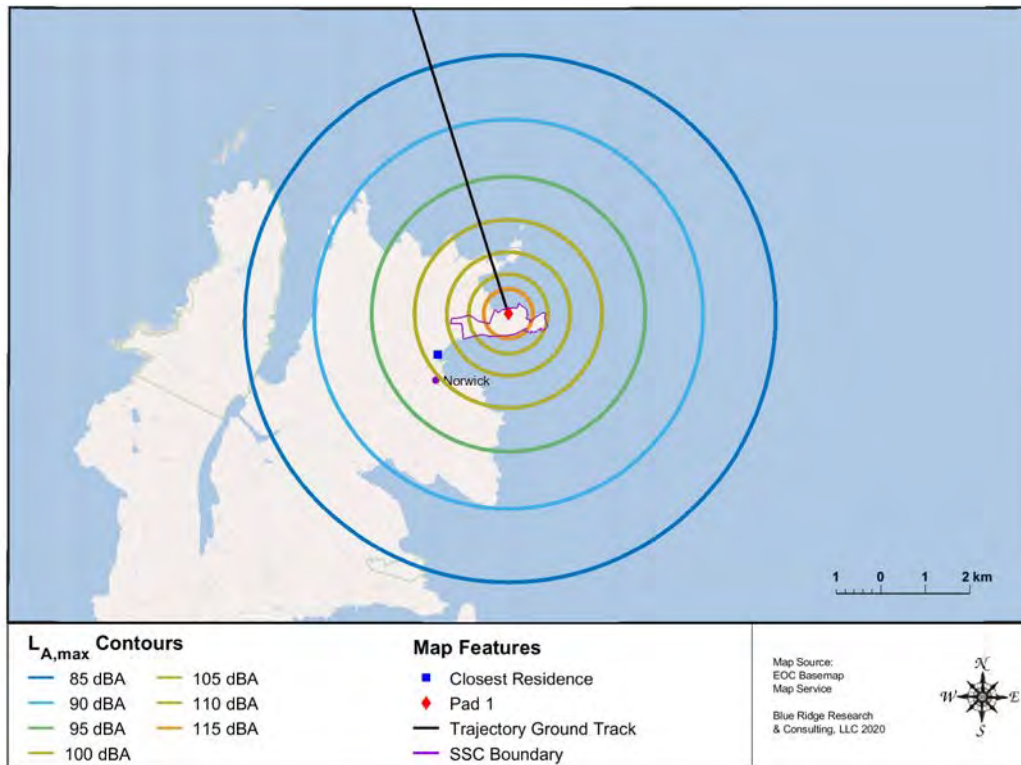 Norwick
1 0 1 2 km
L_A,max Contours
85 dBA
90 dBA
95 dBA
100 dBA
105 dBA
110 dBA
115 dBA
Map Features
Closest Residence
Pad 1
Trajectory Ground Track
SSC Boundary
Map Source:
EOC Basemap
Map Service
Blue Ridge Research
& Consulting, LLC 2020
N
W E
S